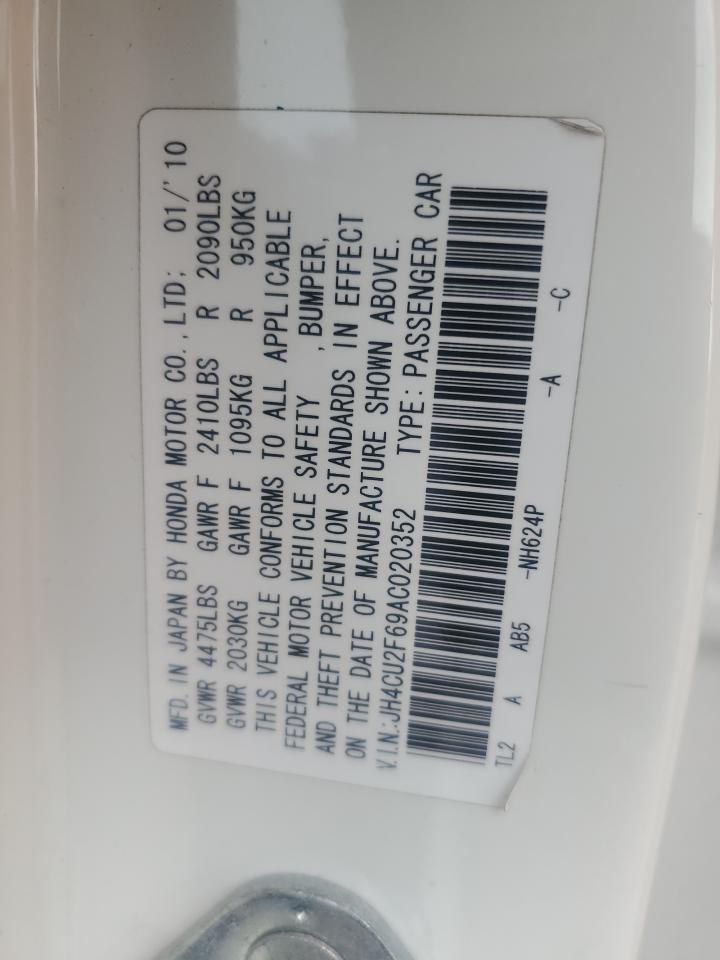 MFD. IN JAPAN BY HONDA MOTOR CO., LTD; 01/'10
GVWR 4475LBS GAWR F 2410LBS R 2090LBS
GVWR 2030KG GAWR F 1095KG R 950KG
THIS VEHICLE CONFORMS TO ALL APPLICABLE
FEDERAL MOTOR VEHICLE SAFETY , BUMPER,
AND THEFT PREVENTION STANDARDS IN EFFECT
ON THE DATE OF MANUFACTURE SHOWN ABOVE.
V.I.N.:JH4CU2F69AC020352 TYPE: PASSENGER CAR
TL2 A AB5 -NH624P -A -C